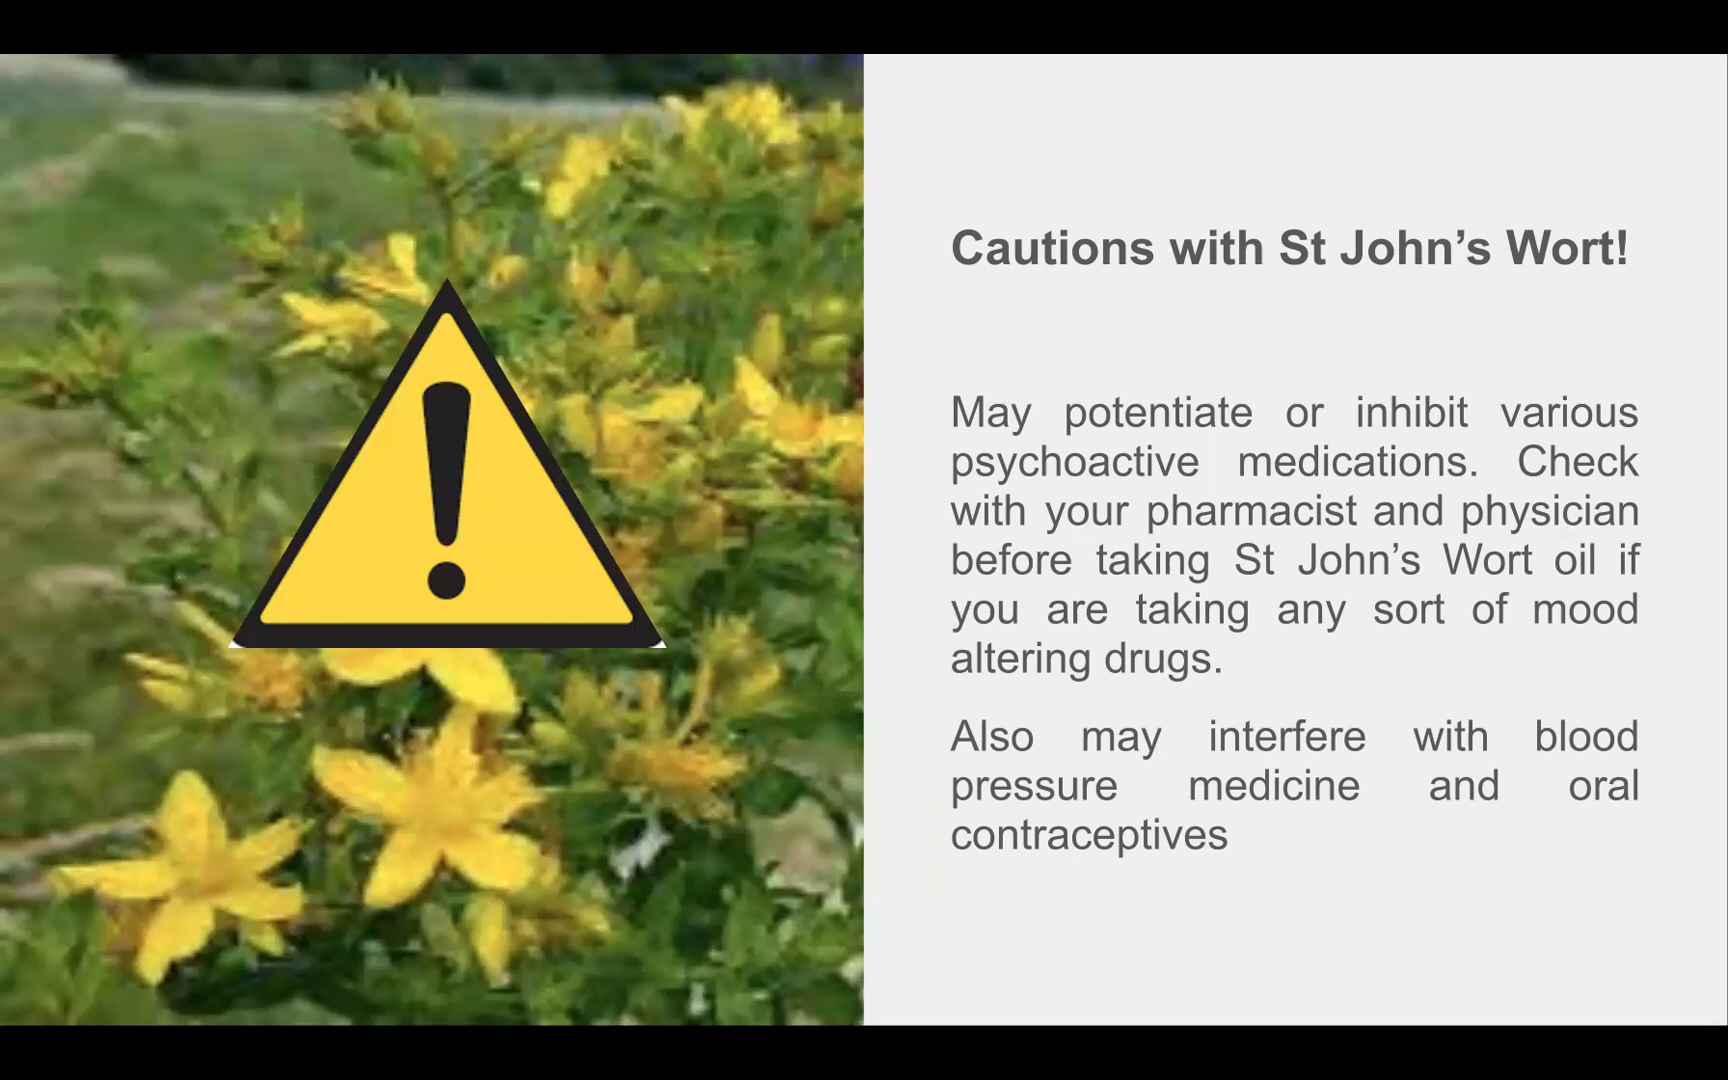 Cautions with St John’s Wort!
May potentiate or inhibit various
psychoactive medications. Check
with your pharmacist and physician
before taking St John’s Wort oil if
you are taking any sort of mood
altering drugs.
Also may interfere with blood
pressure medicine and oral
contraceptives